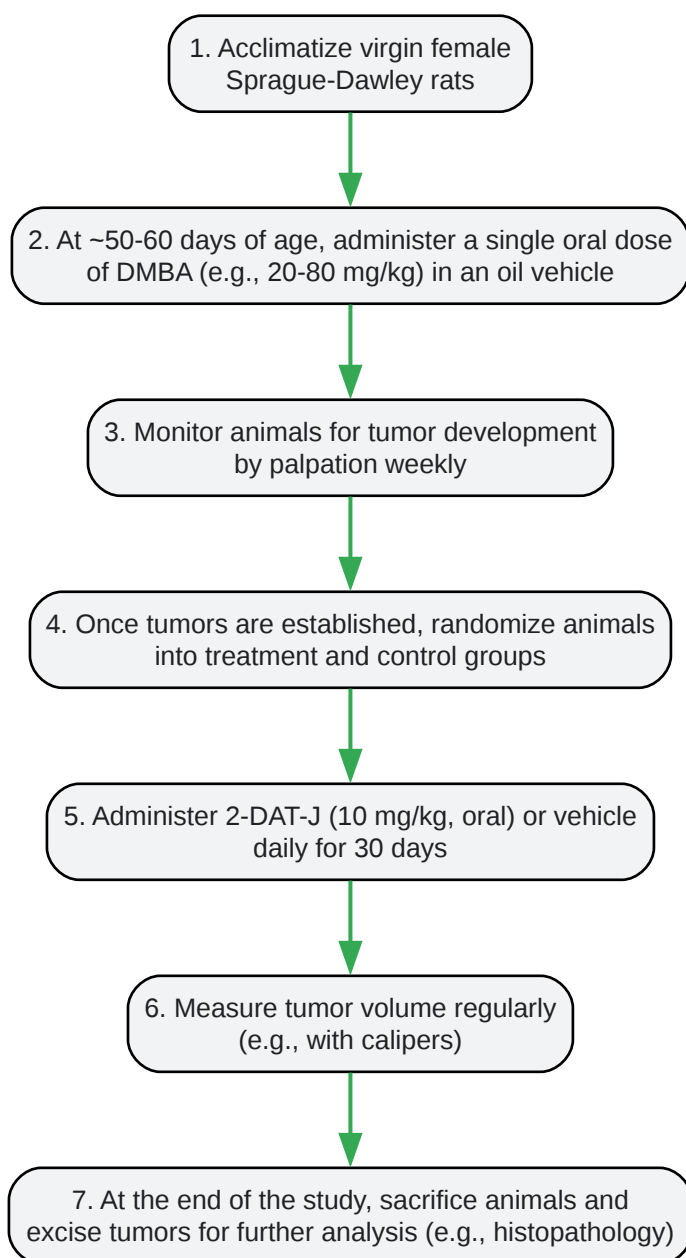 1. Acclimatize virgin female
Sprague-Dawley rats
2. At ~50-60 days of age, administer a single oral dose
of DMBA (e.g., 20-80 mg/kg) in an oil vehicle
3. Monitor animals for tumor development
by palpation weekly
4. Once tumors are established, randomize animals
into treatment and control groups
5. Administer 2-DAT-J (10 mg/kg, oral) or vehicle
daily for 30 days
6. Measure tumor volume regularly
(e.g., with calipers)
7. At the end of the study, sacrifice animals and
excise tumors for further analysis (e.g., histopathology)